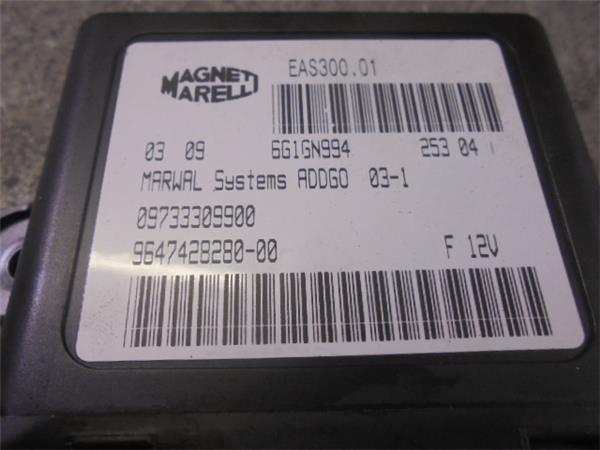 MAGNETI
MARELLI
EAS300.01
03 09 6G1GN994 253 04
MARWAL Systems ADDGO 03-1
09733309900
9647428280-00 F 12V